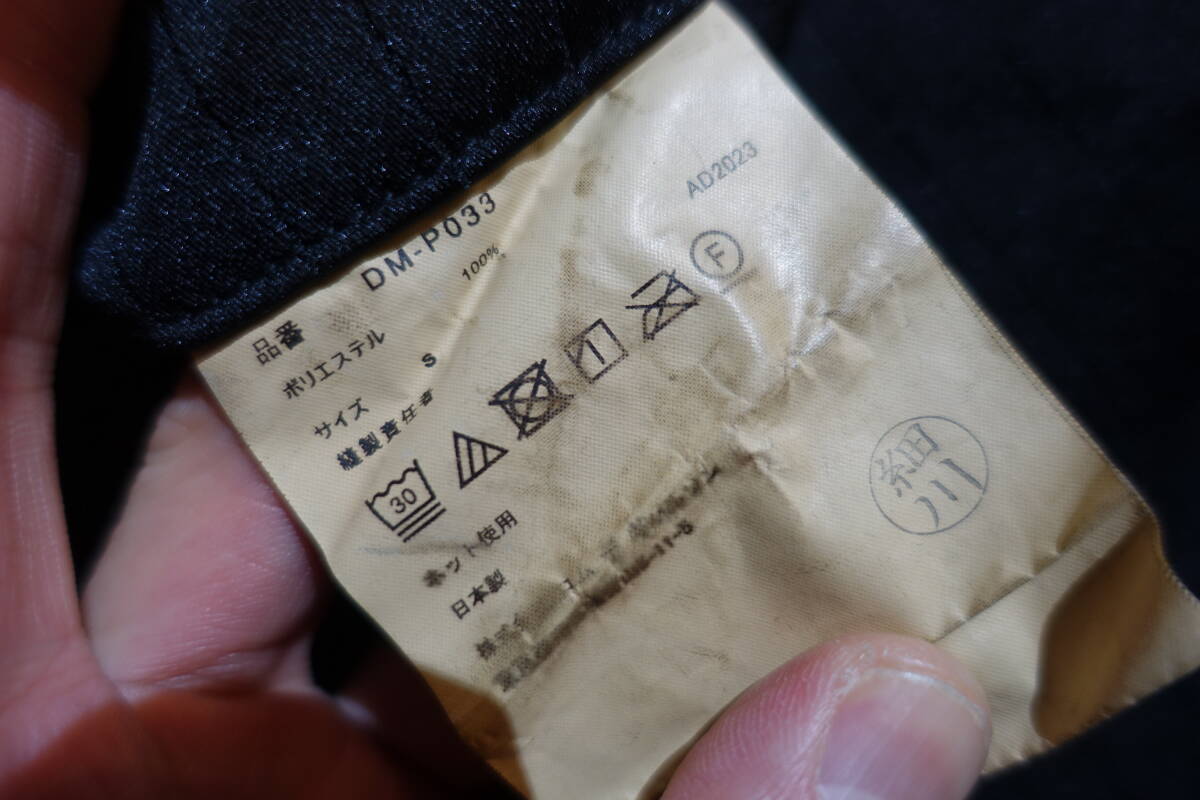 品番 DM-P033
ポリエステル 100%
サイズ S
縫製責任者
30
F
AD2023
ネット使用
日本製
細川